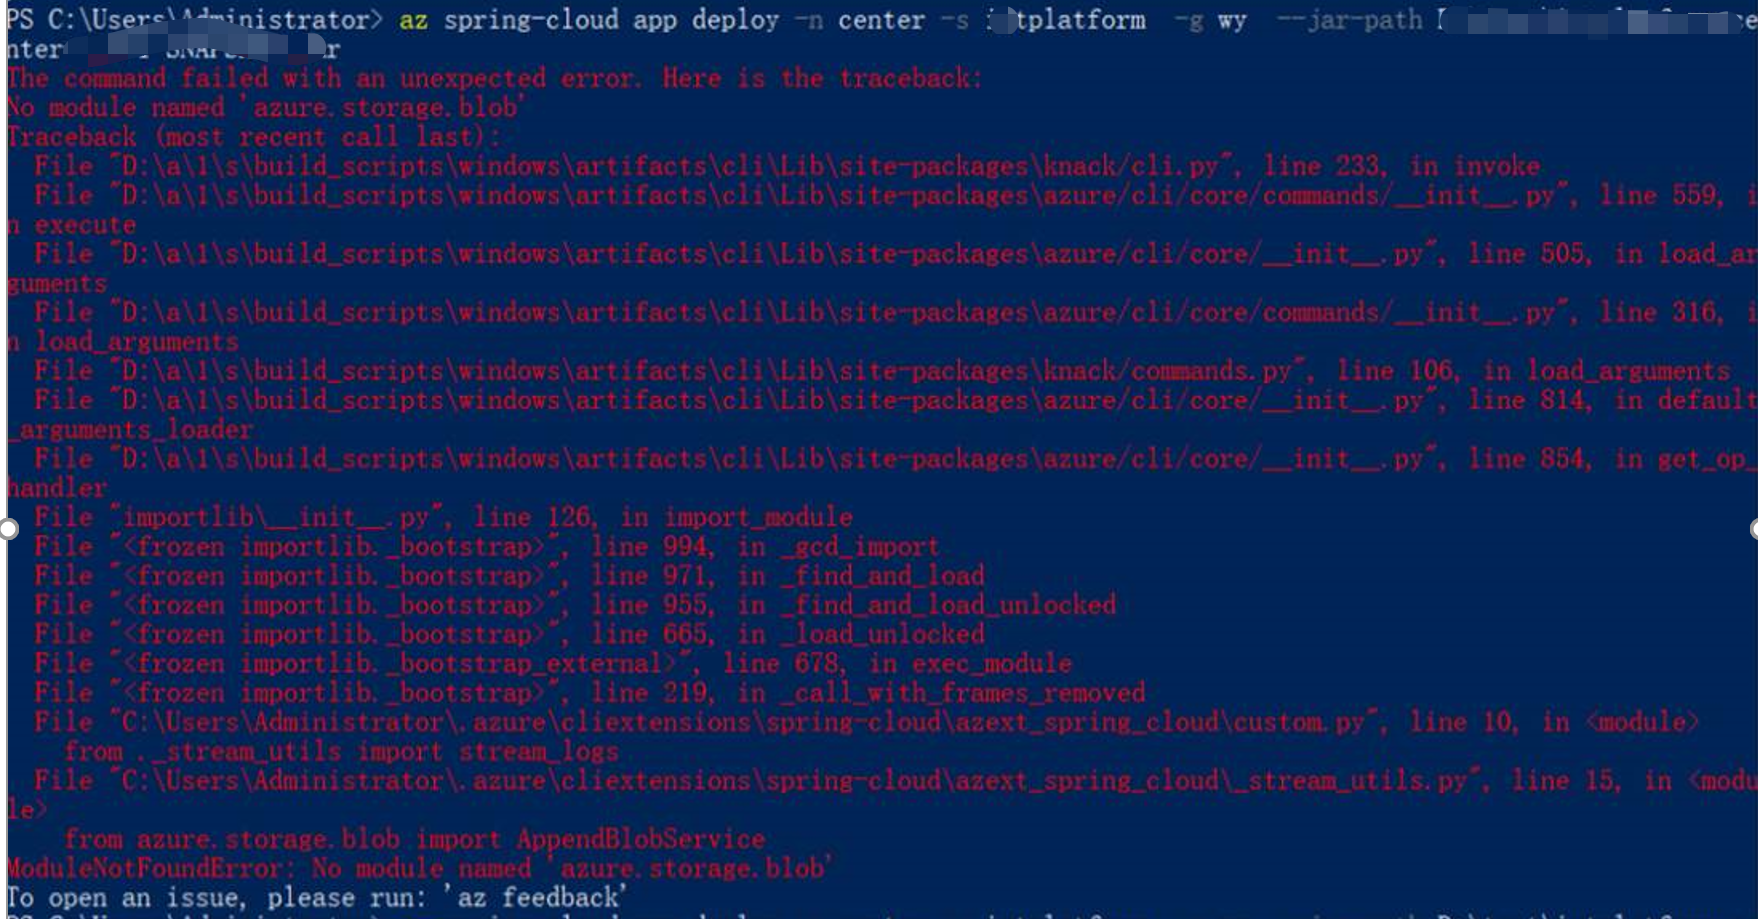 PS C:\Users\Administrator> az spring-cloud app deploy -n center -s tplatform -g wy --jar-path ce
nter
The command failed with an unexpected error. Here is the traceback:
No module named 'azure.storage.blob'
Traceback (most recent call last):
File "D:\a\1\s\build_scripts\windows\artifacts\cli\Lib\site-packages\knack/cli.py", line 233, in invoke
File "D:\a\1\s\build_scripts\windows\artifacts\cli\Lib\site-packages\azure/cli/core/commands/__init__.py", line 559, i
n execute
File "D:\a\1\s\build_scripts\windows\artifacts\cli\Lib\site-packages\azure/cli/core/__init__.py", line 505, in load_ar
guments
File "D:\a\1\s\build_scripts\windows\artifacts\cli\Lib\site-packages\azure/cli/core/commands/__init__.py", line 316, i
n load_arguments
File "D:\a\1\s\build_scripts\windows\artifacts\cli\Lib\site-packages\knack/commands.py", line 106, in load_arguments
File "D:\a\1\s\build_scripts\windows\artifacts\cli\Lib\site-packages\azure/cli/core/__init__.py", line 814, in default
_arguments_loader
File "D:\a\1\s\build_scripts\windows\artifacts\cli\Lib\site-packages\azure/cli/core/__init__.py", line 854, in get_op_
handler
File "importlib\__init__.py", line 126, in import_module
File "<frozen importlib._bootstrap>", line 994, in _gcd_import
File "<frozen importlib._bootstrap>", line 971, in _find_and_load
File "<frozen importlib._bootstrap>", line 955, in _find_and_load_unlocked
File "<frozen importlib._bootstrap>", line 665, in _load_unlocked
File "<frozen importlib._bootstrap_external>", line 678, in exec_module
File "<frozen importlib._bootstrap>", line 219, in _call_with_frames_removed
File "C:\Users\Administrator\.azure\cliextensions\spring-cloud\azext_spring_cloud\custom.py", line 10, in <module>
from ._stream_utils import stream_logs
File "C:\Users\Administrator\.azure\cliextensions\spring-cloud\azext_spring_cloud\_stream_utils.py", line 15, in <modu
le>
from azure.storage.blob import AppendBlobService
ModuleNotFoundError: No module named 'azure.storage.blob'
To open an issue, please run: 'az feedback'